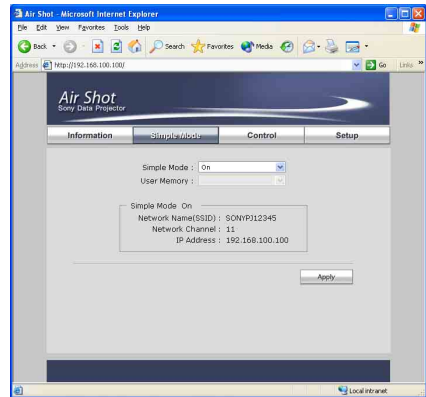 Air Shot - Microsoft Internet Explorer
File Edit View Favorites Tools Help
Back Search Favorites Media
Address http://192.168.100.100/ Go Links »
Air Shot
Sony Data Projector
Information Simple Mode Control Setup
Simple Mode : On
User Memory :
Simple Mode On
Network Name(SSID) : SONYPJ12345
Network Channel : 11
IP Address : 192.168.100.100
Apply
Local intranet